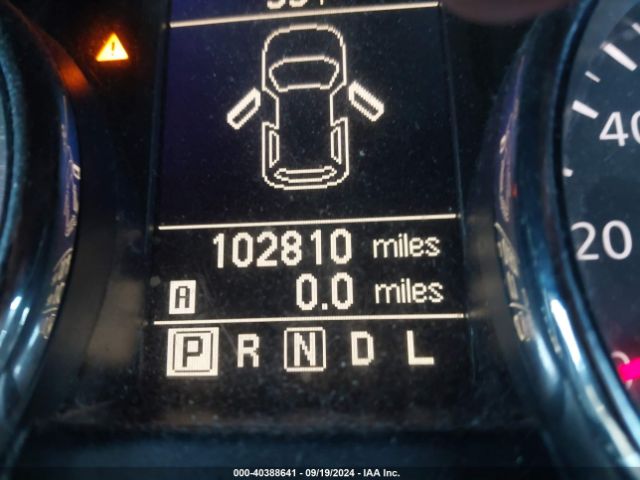 40
20
102810 miles
A 0.0 miles
P R N D L
000-40388641 - 09/19/2024 - IAA Inc.